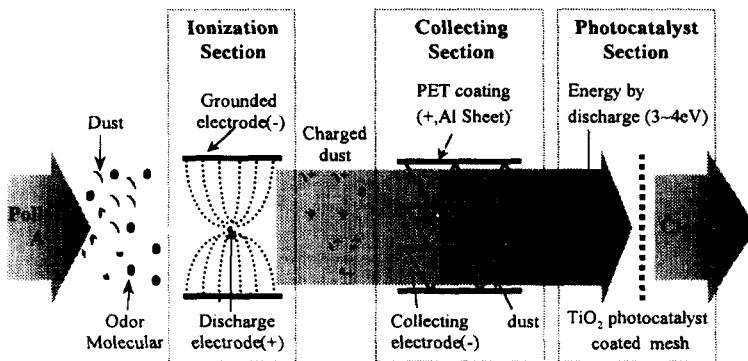 Ionization
Section
Collecting
Section
Photocatalyst
Section
Grounded
electrode(-)
Dust
Charged
dust
PET coating
(+,Al Sheet)
Energy by
discharge (3~4eV)
Odor
Molecular
Discharge
electrode(+)
Collecting
electrode(-)
dust
TiO₂ photocatalyst
coated mesh